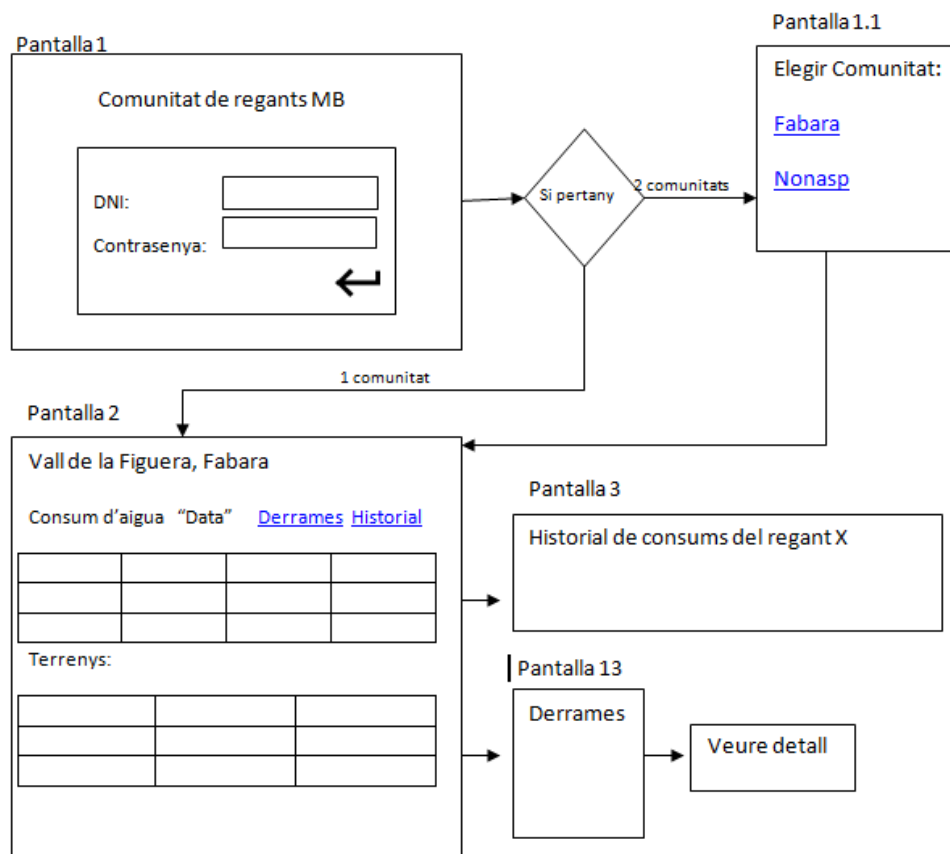 Pantalla 1
Comunitat de regants MB
DNI:
Contrasenya:
Si pertany
2 comunitats
Pantalla 1.1
Elegir Comunitat:
Fabara
Nonasp
1 comunitat
Pantalla 2
Vall de la Figuera, Fabara
Consum d’aigua “Data” Derrames Historial
Terrenys:
Pantalla 3
Historial de consums del regant X
Pantalla 13
Derrames
Veure detall